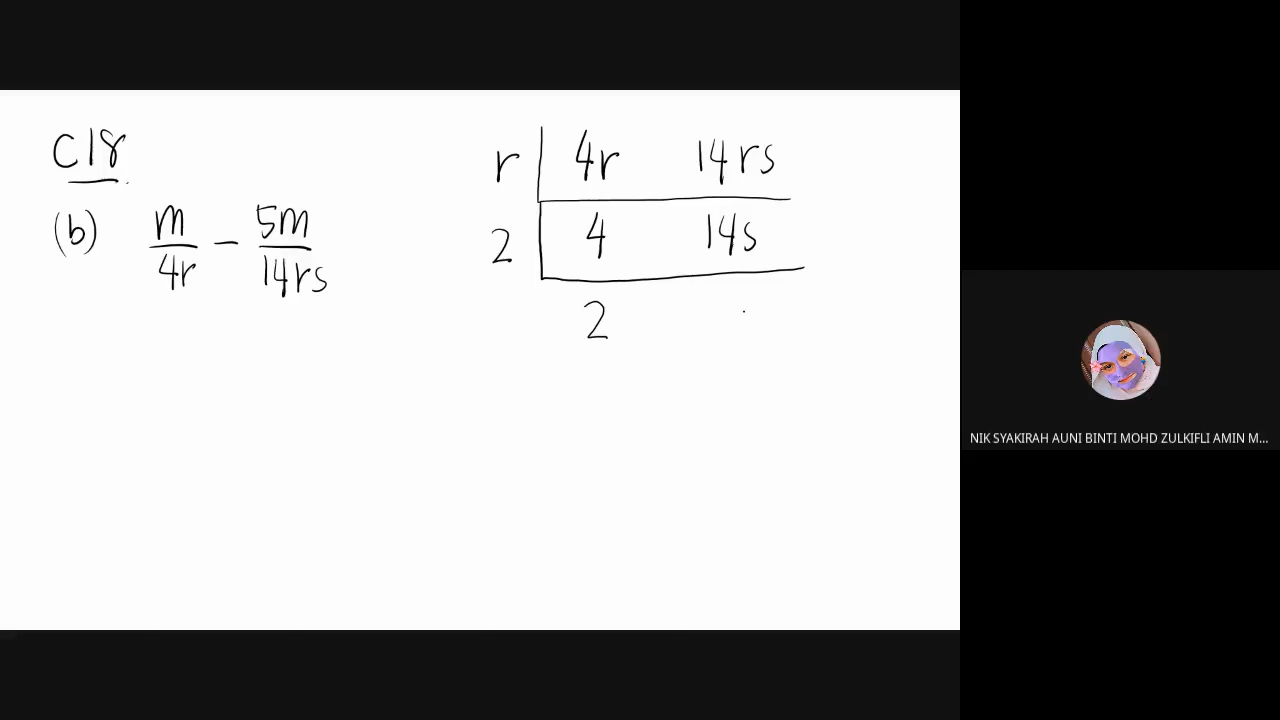 C18
(b) m/4r - 5m/14rs
r | 4r 14rs
2 | 4 14s
2
NIK SYAKIRAH AUNI BINTI MOHD ZULKIFLI AMIN M...